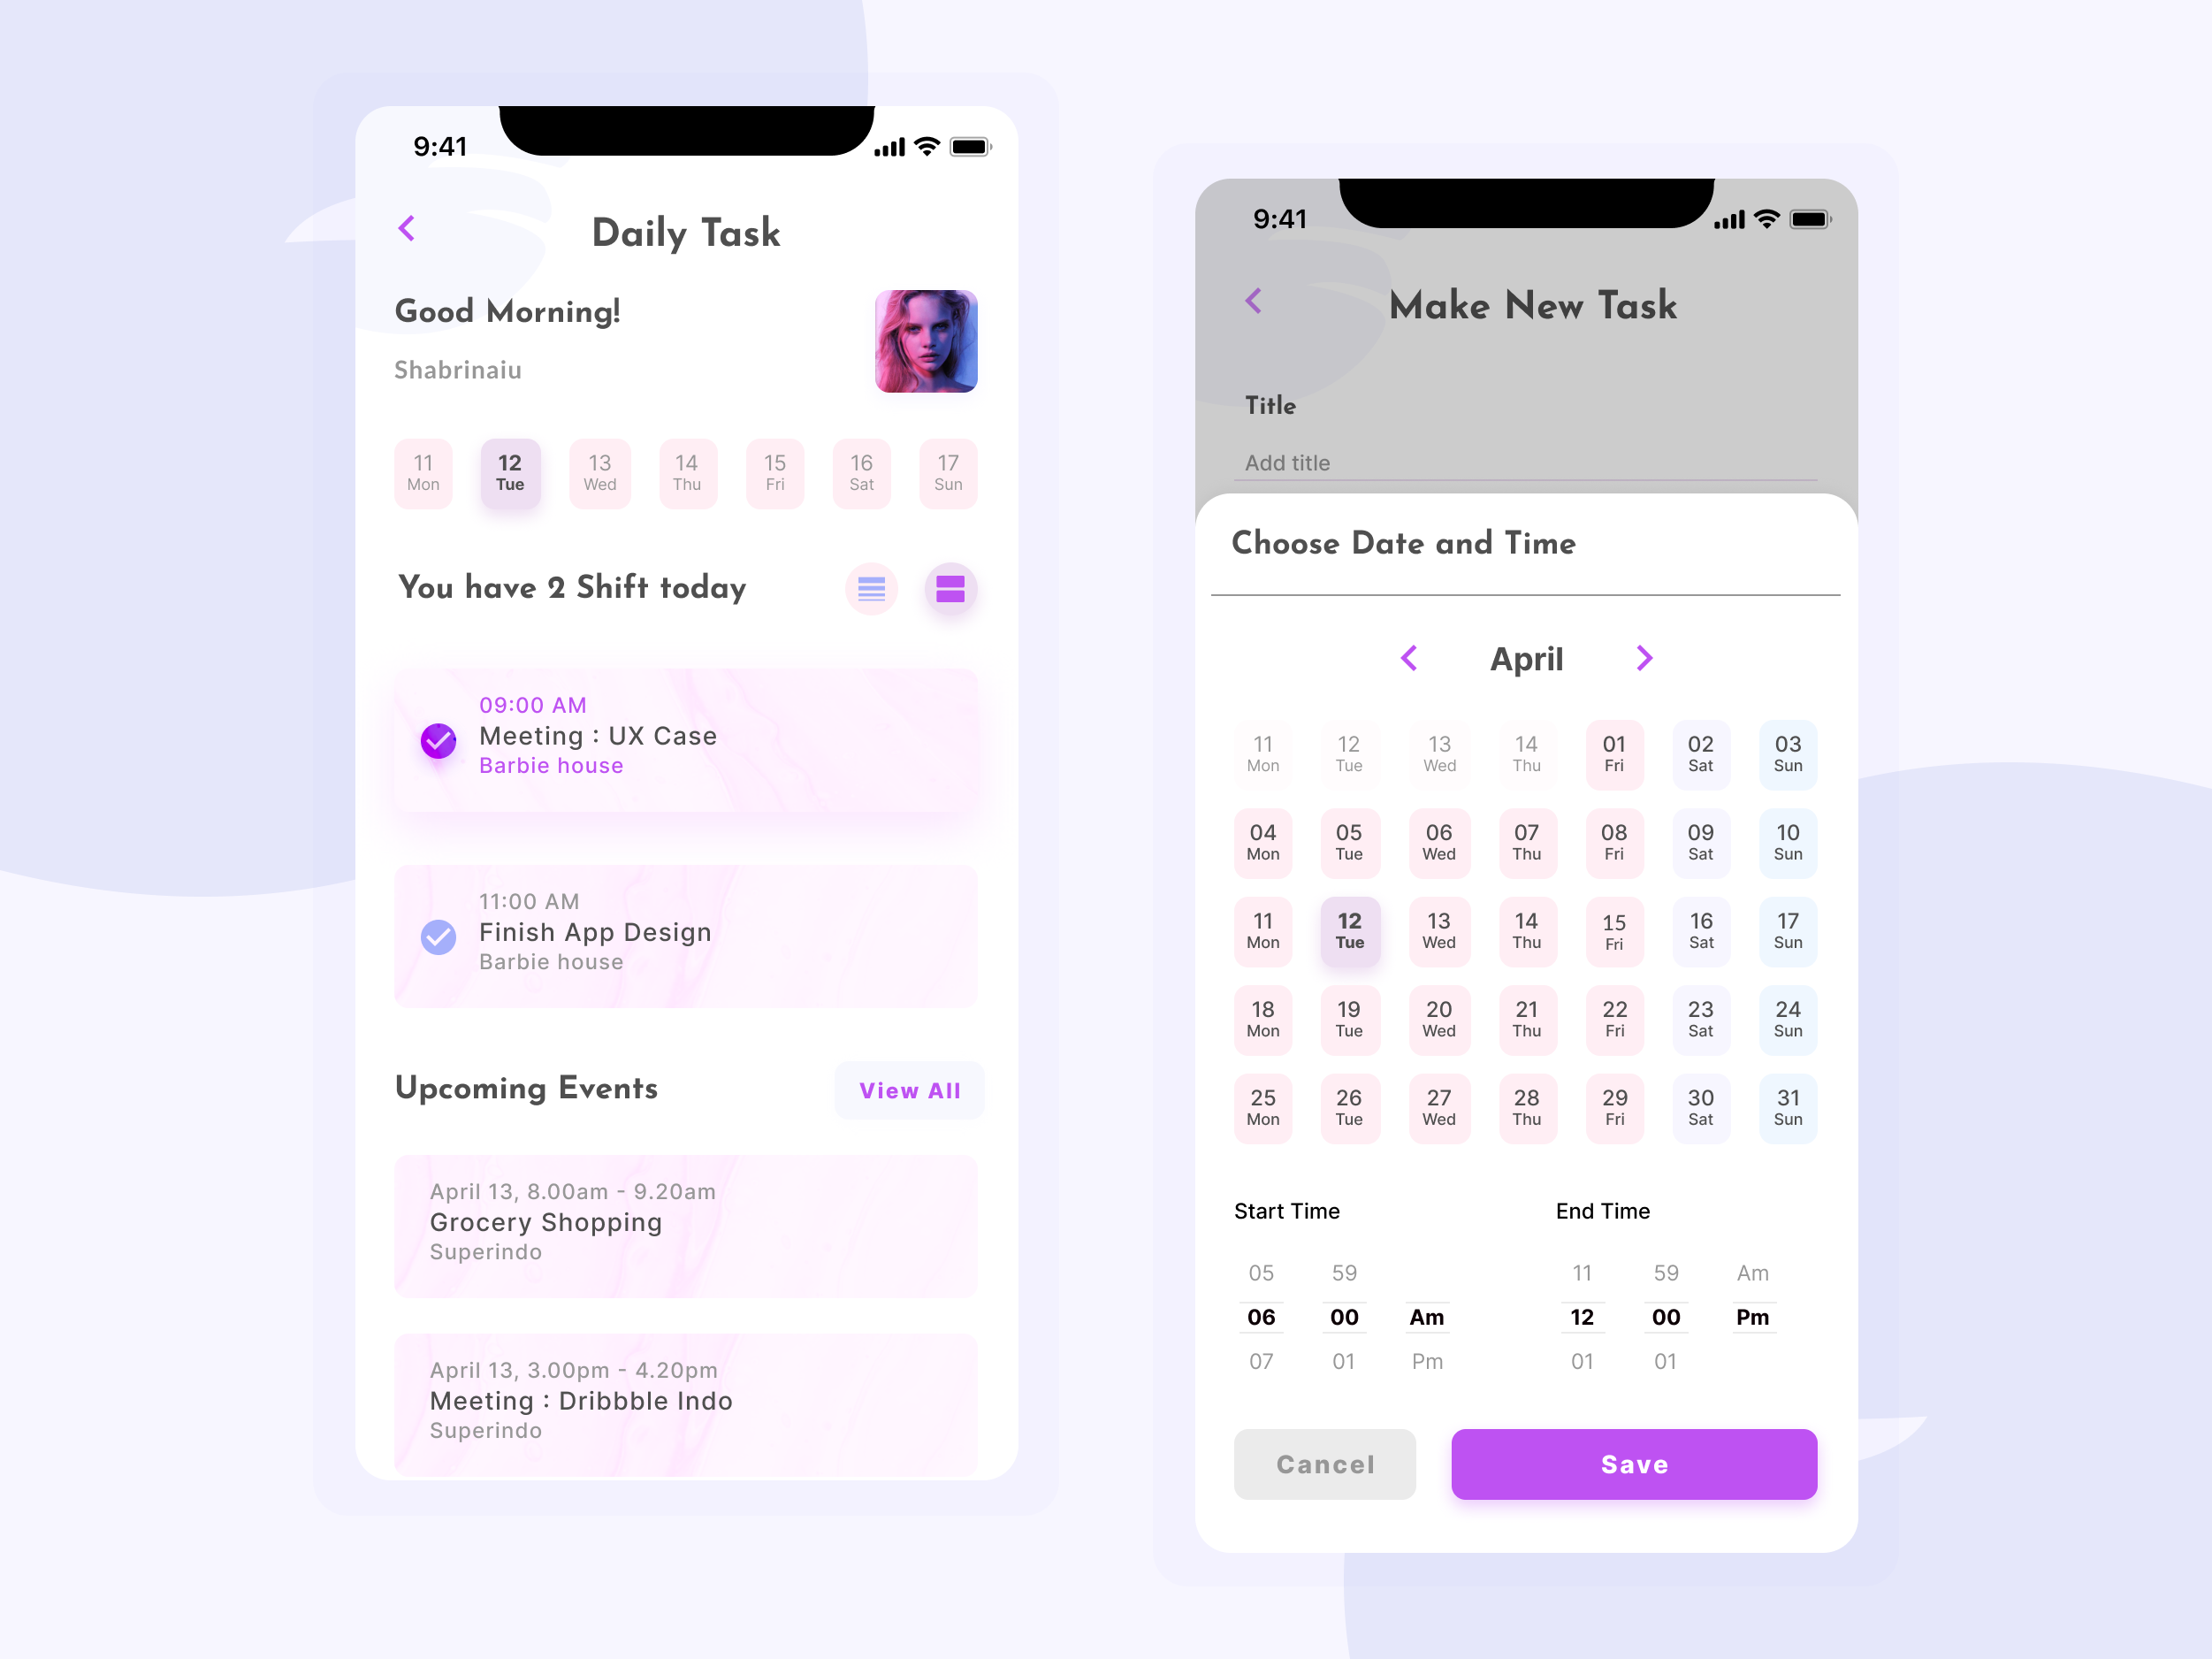 9:41
Daily Task
Good Morning!
Shabrinaiu
11 12 13 14 15 16 17
Mon Tue Wed Thu Fri Sat Sun
You have 2 Shift today
09:00 AM
Meeting : UX Case
Barbie house
11:00 AM
Finish App Design
Barbie house
Upcoming Events
View All
April 13, 8.00am - 9.20am
Grocery Shopping
Superindo
April 13, 3.00pm - 4.20pm
Meeting : Dribbble Indo
Superindo
9:41
Make New Task
Title
Add title
Choose Date and Time
April
11 12 13 14 01 02 03
Mon Tue Wed Thu Fri Sat Sun
04 05 06 07 08 09 10
Mon Tue Wed Thu Fri Sat Sun
11 12 13 14 15 16 17
Mon Tue Wed Thu Fri Sat Sun
18 19 20 21 22 23 24
Mon Tue Wed Thu Fri Sat Sun
25 26 27 28 29 30 31
Mon Tue Wed Thu Fri Sat Sun
Start Time
05 59
06 00 Am
07 01 Pm
End Time
11 59 Am
12 00 Pm
01 01
Cancel
Save